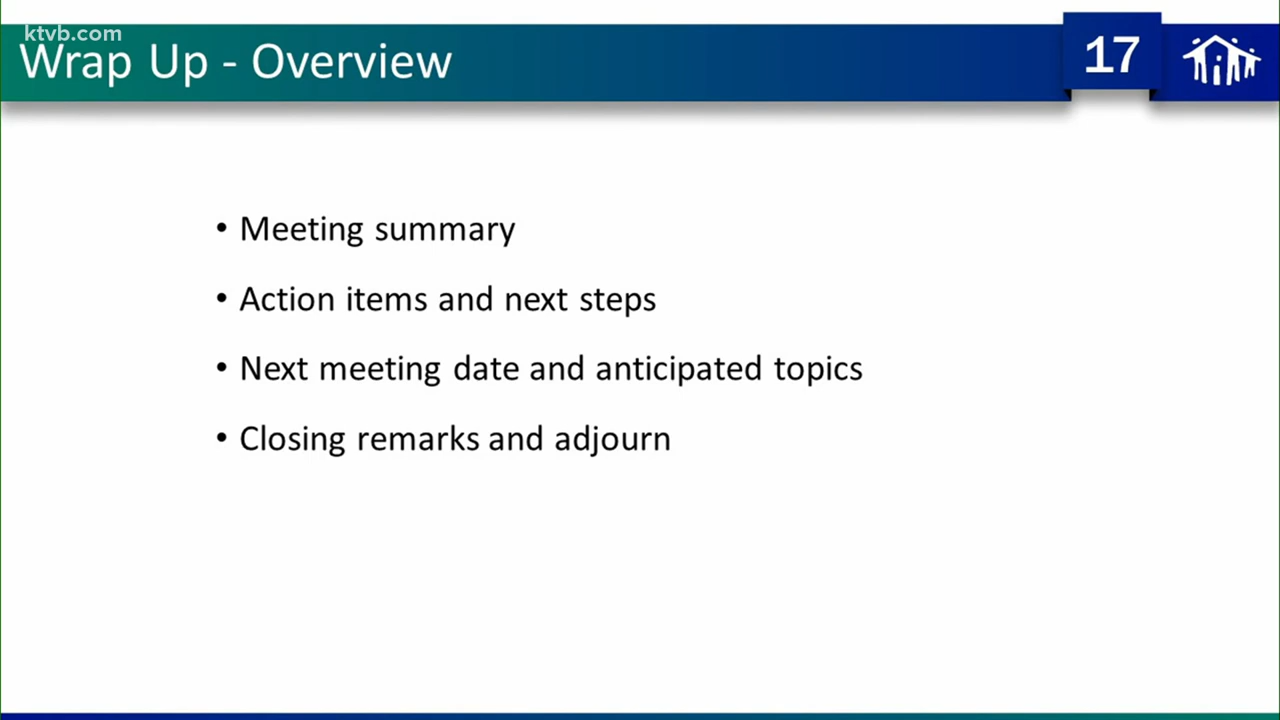 ktvb.com
Wrap Up - Overview
17
• Meeting summary
• Action items and next steps
• Next meeting date and anticipated topics
• Closing remarks and adjourn